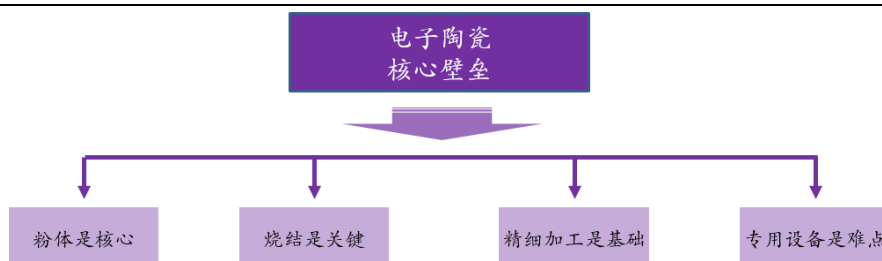 电子陶瓷
核心壁垒
粉体是核心
烧结是关键
精细加工是基础
专用设备是难点